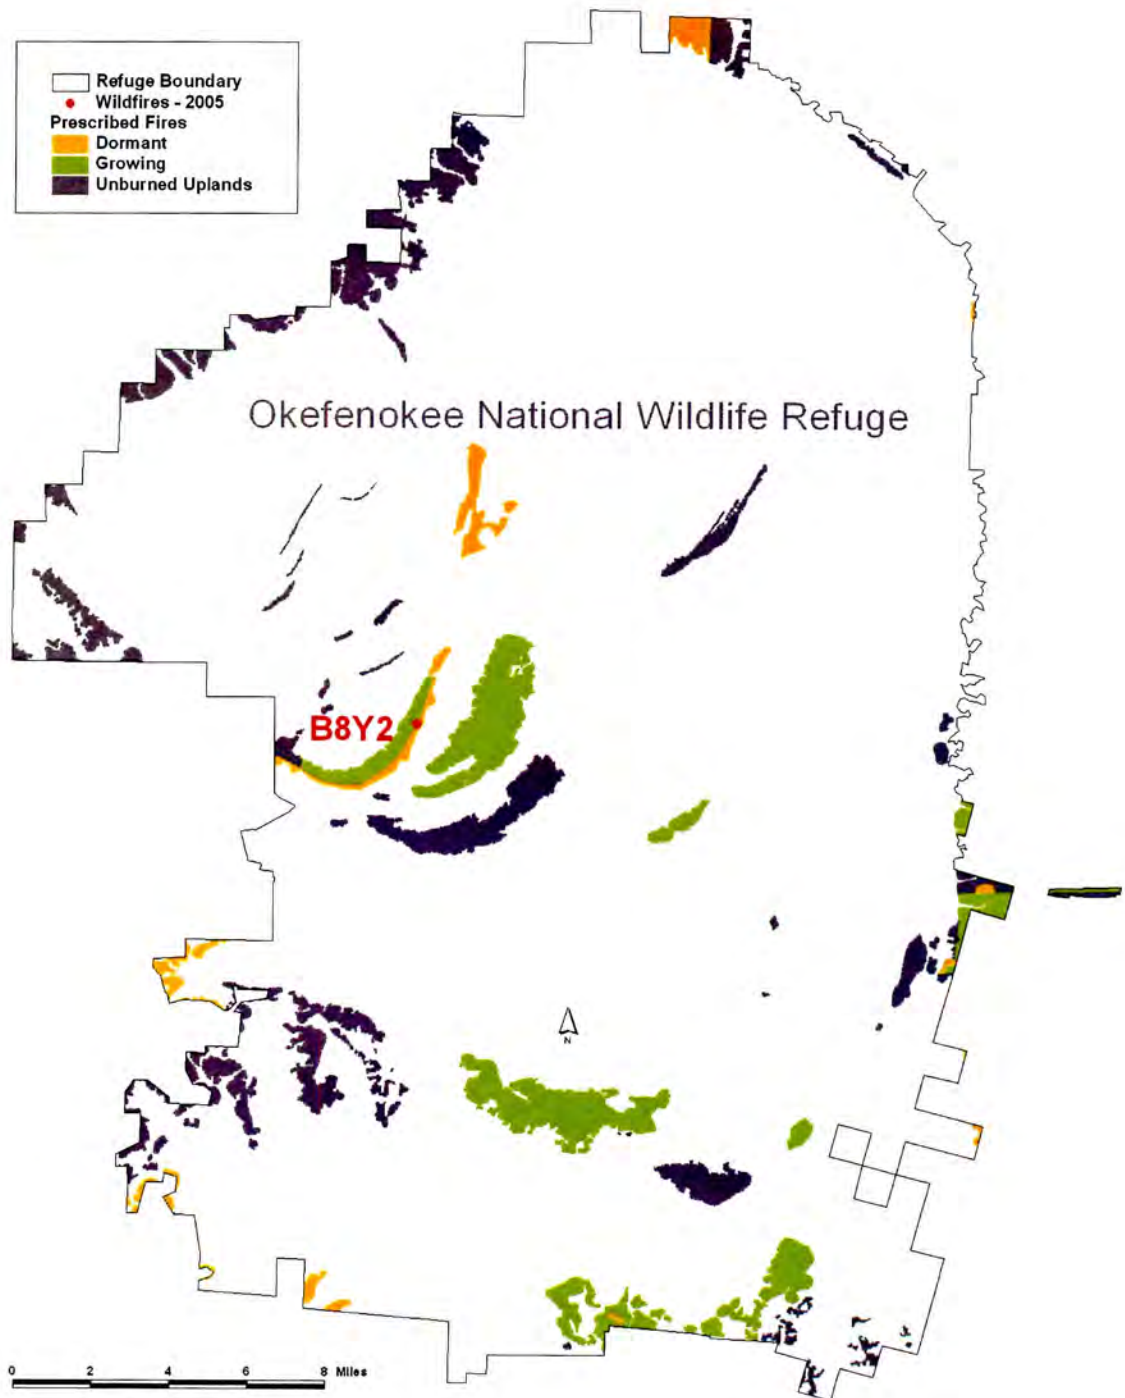 Refuge Boundary
Wildfires - 2005
Prescribed Fires
Dormant
Growing
Unburned Uplands
Okefenokee National Wildlife Refuge
B8Y2
N
0 2 4 6 8 Miles